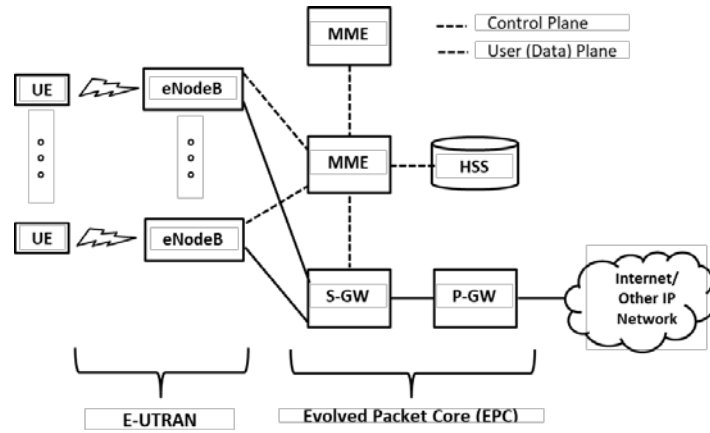 MME
Control Plane
User (Data) Plane
UE
eNodeB
MME
HSS
UE
eNodeB
S-GW
P-GW
Internet/
Other IP
Network
E-UTRAN
Evolved Packet Core (EPC)